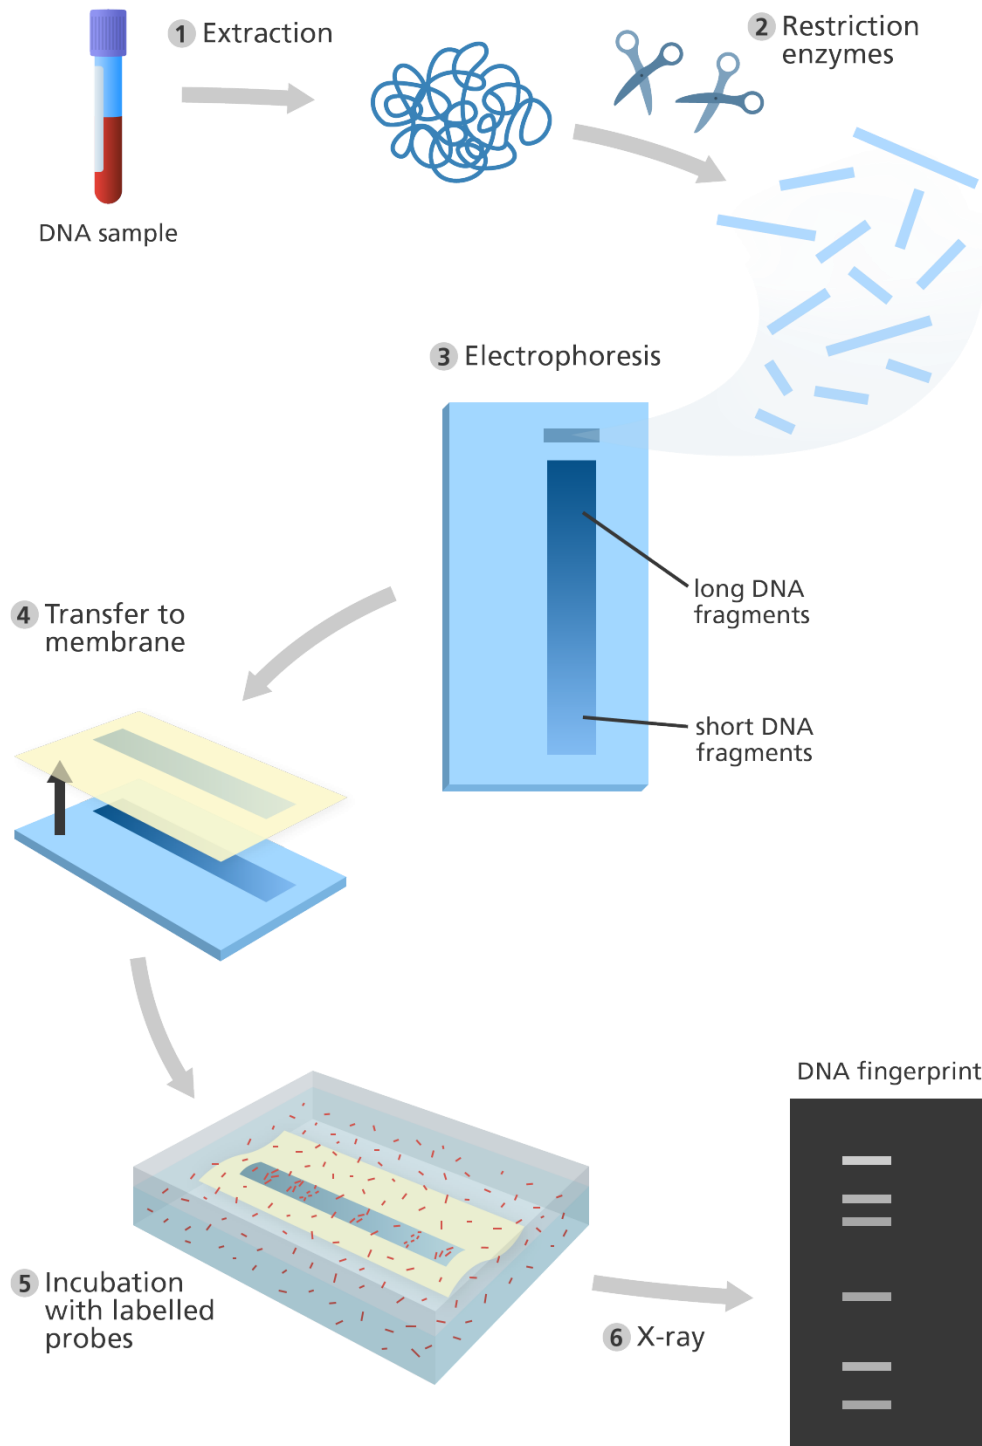 1 Extraction
2 Restriction
enzymes
DNA sample
3 Electrophoresis
long DNA
fragments
4 Transfer to
membrane
short DNA
fragments
DNA fingerprint
5 Incubation
with labelled
probes
6 X-ray